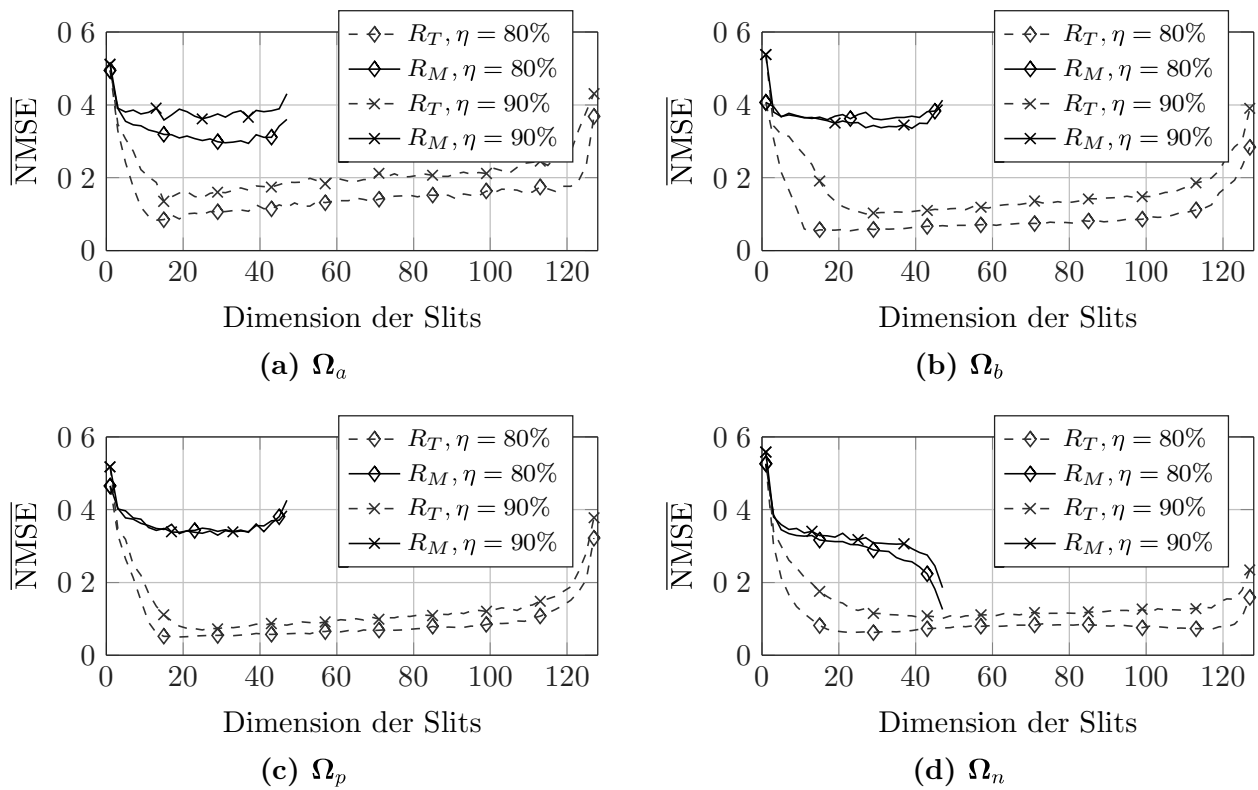 0 6
0 4
0 2
0
0 20 40 60 80 100 120
NMSE
Dimension der Slits
R_T, η = 80%
R_M, η = 80%
R_T, η = 90%
R_M, η = 90%
(a) Ω_a
0 6
0 4
0 2
0
0 20 40 60 80 100 120
NMSE
Dimension der Slits
R_T, η = 80%
R_M, η = 80%
R_T, η = 90%
R_M, η = 90%
(b) Ω_b
0 6
0 4
0 2
0
0 20 40 60 80 100 120
NMSE
Dimension der Slits
R_T, η = 80%
R_M, η = 80%
R_T, η = 90%
R_M, η = 90%
(c) Ω_p
0 6
0 4
0 2
0
0 20 40 60 80 100 120
NMSE
Dimension der Slits
R_T, η = 80%
R_M, η = 80%
R_T, η = 90%
R_M, η = 90%
(d) Ω_n